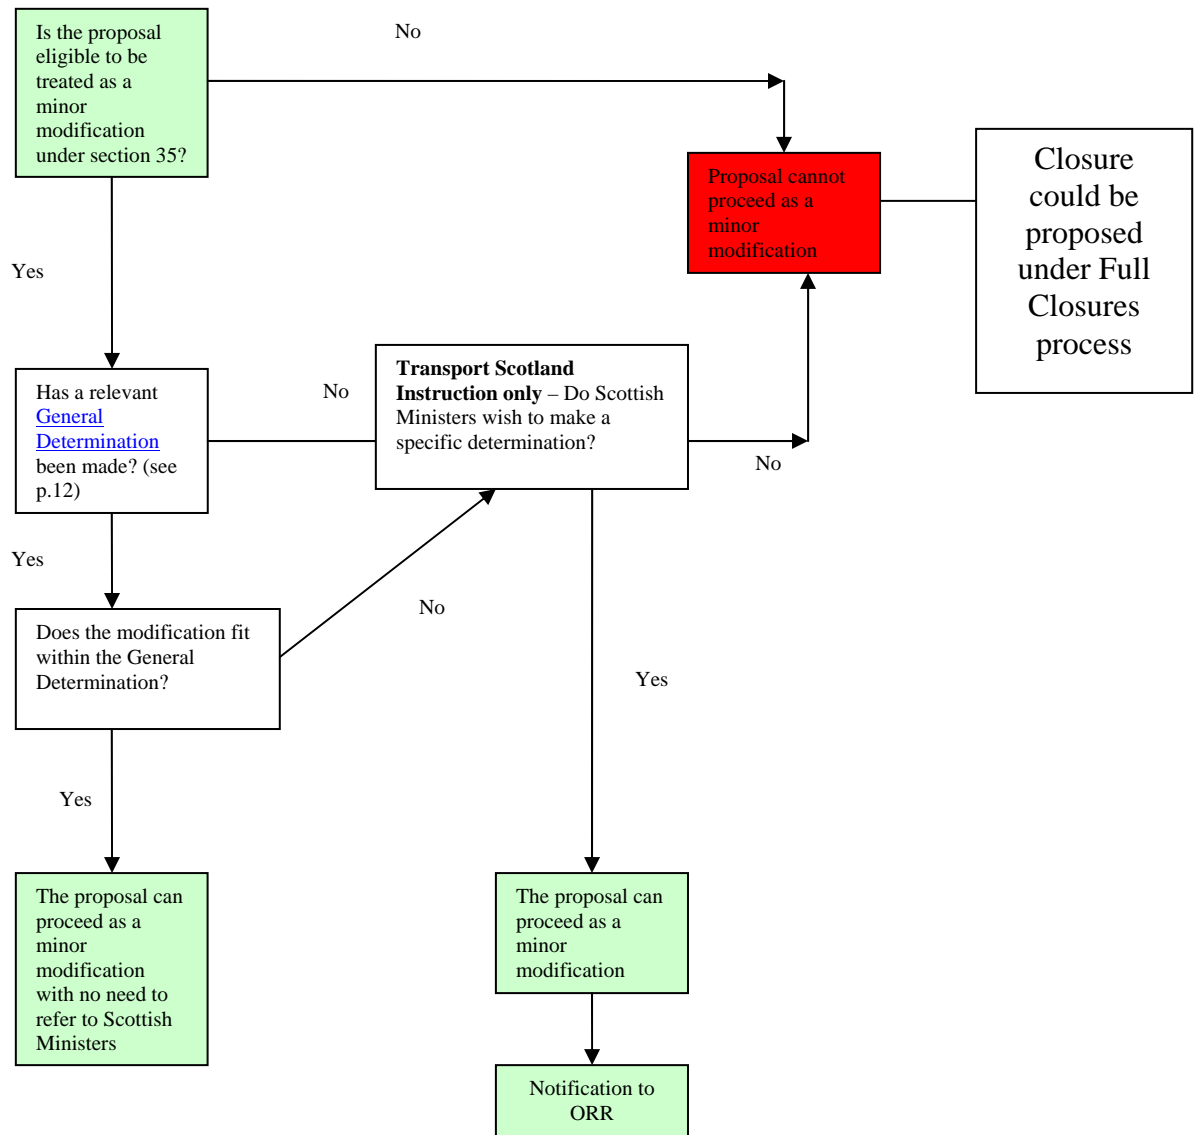 Is the proposal
eligible to be
treated as a
minor
modification
under section 35?
No
Proposal cannot
proceed as a
minor
modification
Closure
could be
proposed
under Full
Closures
process
Yes
Has a relevant
General
Determination
been made? (see
p.12)
No
Transport Scotland
Instruction only – Do Scottish
Ministers wish to make a
specific determination?
No
Yes
Does the modification fit
within the General
Determination?
No
Yes
Yes
The proposal can
proceed as a
minor
modification
with no need to
refer to Scottish
Ministers
The proposal can
proceed as a
minor
modification
Notification to
ORR